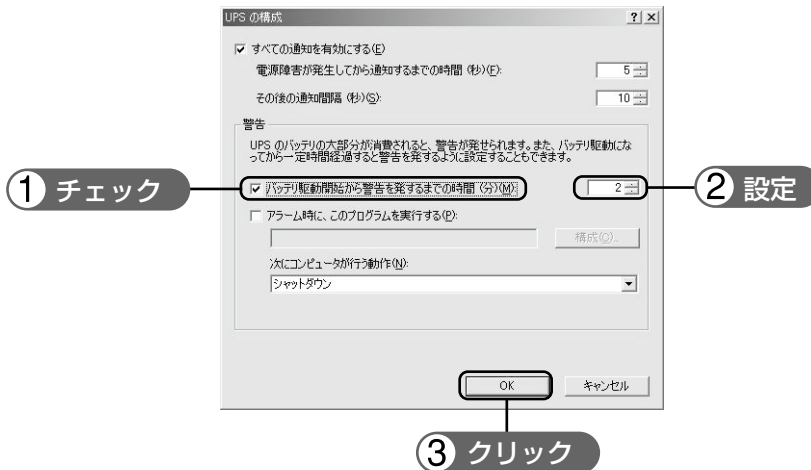 UPS の構成
すべての通知を有効にする(E)
電源障害が発生してから通知するまでの時間 (秒)(F):
5
その後の通知間隔 (秒)(S):
10
警告
UPS のバッテリの大部分が消費されると、警告が発せられます。また、バッテリ駆動にな
ってから一定時間経過すると警告を発するように設定することもできます。
① チェック
バッテリ駆動開始から警告を発するまでの時間 (分)(M):
2
② 設定
アラーム時に、このプログラムを実行する(P):
構成(C)...
次にコンピュータが行う動作(N):
シャットダウン
OK
キャンセル
③ クリック